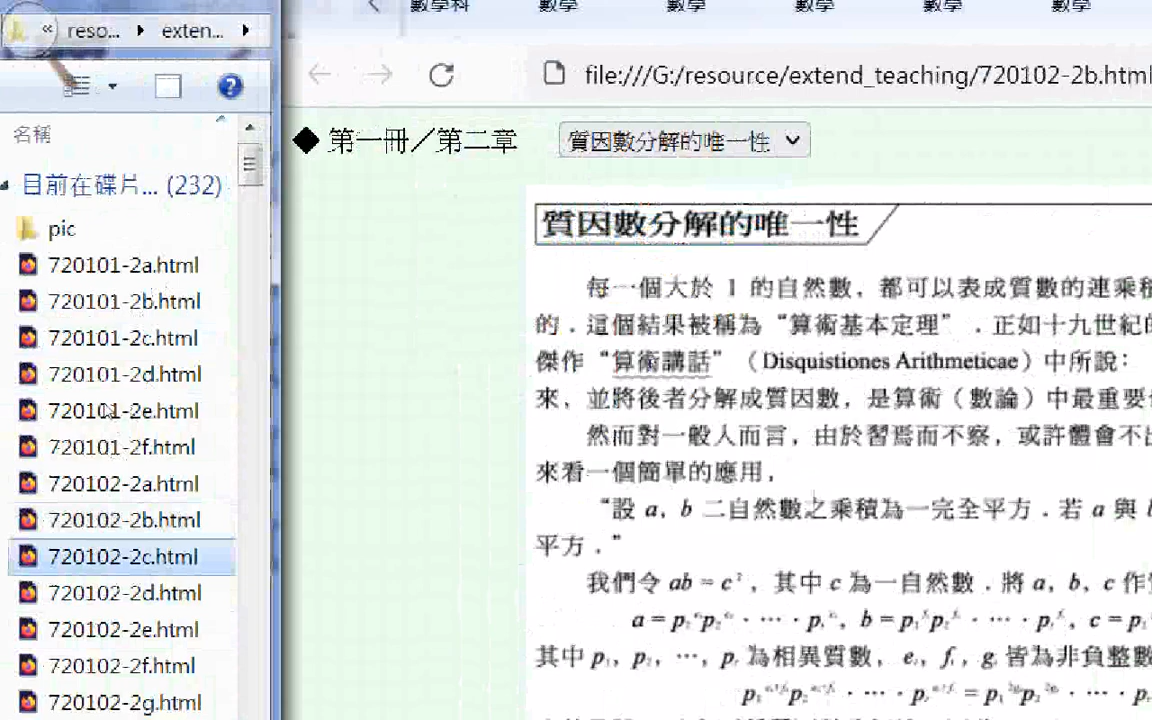 « reso... ▸ exten... ▸
名稱
目前在碟片... (232)
pic
720101-2a.html
720101-2b.html
720101-2c.html
720101-2d.html
720101-2e.html
720101-2f.html
720102-2a.html
720102-2b.html
720102-2c.html
720102-2d.html
720102-2e.html
720102-2f.html
720102-2g.html
數學科 數學 數學 數學 數學 數學
file:///G:/resource/extend_teaching/720102-2b.html
◆ 第一冊／第二章 質因數分解的唯一性
質因數分解的唯一性
每一個大於 1 的自然數，都可以表成質數的連乘積
的．這個結果被稱為“算術基本定理”．正如十九世紀
傑作“算術講話”（Disquistiones Arithmeticae）中所說：
來，並將後者分解成質因數，是算術（數論）中最重要
然而對一般人而言，由於習焉而不察，或許體會不
來看一個簡單的應用，
“設 a，b 二自然數之乘積為一完全平方．若 a 與
平方．”
我們令 ab = c²，其中 c 為一自然數．將 a，b，c 作
其中 p₁，p₂，…，pᵣ 為相異質數，eᵢ，fᵢ，gᵢ 皆為非負整數